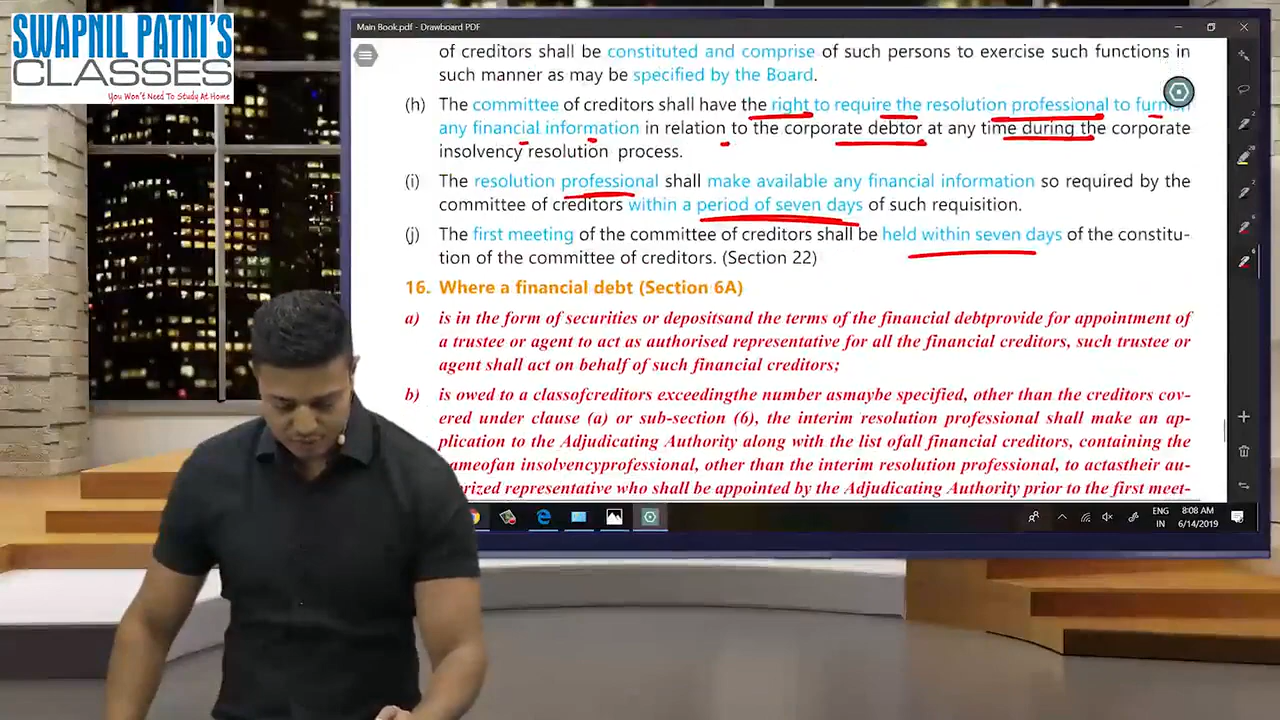 SWAPNIL PATNI'S
CLASSES
You Won't Need To Study At Home
Main Book.pdf - Drawboard PDF
of creditors shall be constituted and comprise of such persons to exercise such functions in
such manner as may be specified by the Board.
(h) The committee of creditors shall have the right to require the resolution professional to furnish
any financial information in relation to the corporate debtor at any time during the corporate
insolvency resolution process.
(i) The resolution professional shall make available any financial information so required by the
committee of creditors within a period of seven days of such requisition.
(j) The first meeting of the committee of creditors shall be held within seven days of the constitu-
tion of the committee of creditors. (Section 22)
16. Where a financial debt (Section 6A)
a) is in the form of securities or depositsand the terms of the financial debtprovide for appointment of
a trustee or agent to act as authorised representative for all the financial creditors, such trustee or
agent shall act on behalf of such financial creditors;
b) is owed to a classofcreditors exceedingthe number asmaybe specified, other than the creditors cov-
ered under clause (a) or sub-section (6), the interim resolution professional shall make an ap-
plication to the Adjudicating Authority along with the list ofall financial creditors, containing the
nameofan insolvencyprofessional, other than the interim resolution professional, to actastheir au-
orized representative who shall be appointed by the Adjudicating Authority prior to the first meet-
ENG
IN
8:08 AM
6/14/2019